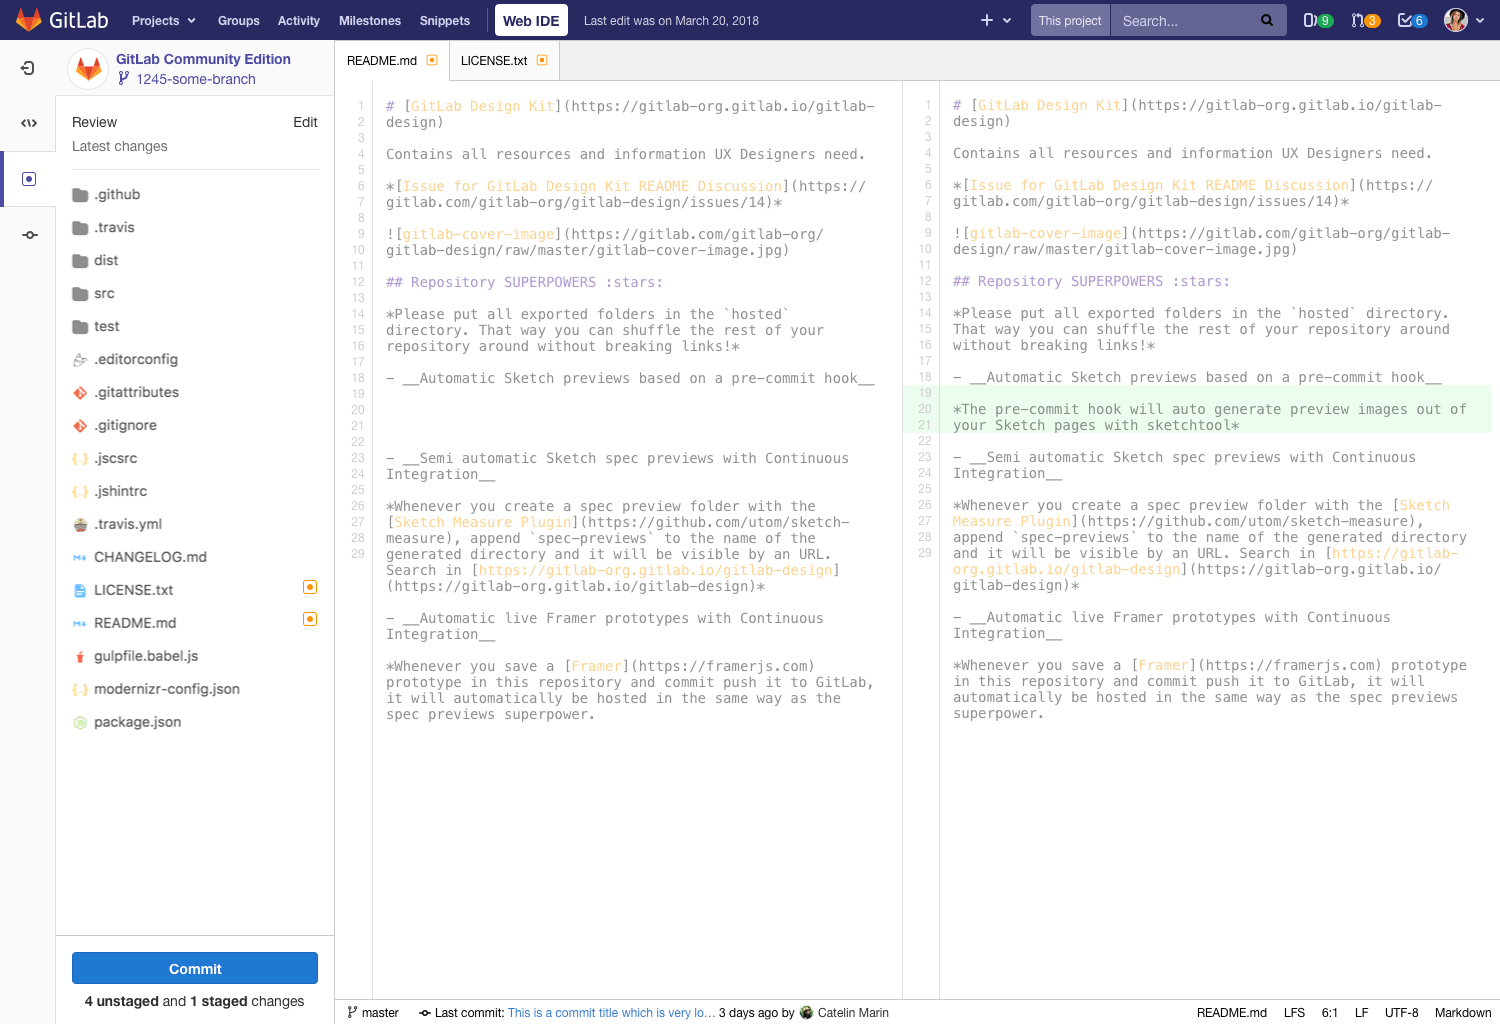 GitLab Projects Groups Activity Milestones Snippets Web IDE Last edit was on March 20, 2018 This project Search... 9 3 6
GitLab Community Edition
1245-some-branch
Review Edit
Latest changes
.github
.travis
dist
src
test
.editorconfig
.gitattributes
.gitignore
.jscsrc
.jshintrc
.travis.yml
CHANGELOG.md
LICENSE.txt
README.md
gulpfile.babel.js
modernizr-config.json
package.json
Commit
4 unstaged and 1 staged changes
README.md LICENSE.txt
1 # [GitLab Design Kit](https://gitlab-org.gitlab.io/gitlab-
2 design)
3
4 Contains all resources and information UX Designers need.
5
6 *[Issue for GitLab Design Kit README Discussion](https://
7 gitlab.com/gitlab-org/gitlab-design/issues/14)*
8
9 ![gitlab-cover-image](https://gitlab.com/gitlab-org/
10 gitlab-design/raw/master/gitlab-cover-image.jpg)
11
12 ## Repository SUPERPOWERS :stars:
13
14 *Please put all exported folders in the `hosted`
15 directory. That way you can shuffle the rest of your
16 repository around without breaking links!*
17
18 - __Automatic Sketch previews based on a pre-commit hook__
19
20
21
22
23 - __Semi automatic Sketch spec previews with Continuous
24 Integration__
25
26 *Whenever you create a spec preview folder with the
27 [Sketch Measure Plugin](https://github.com/utom/sketch-
28 measure), append `spec-previews` to the name of the
29 generated directory and it will be visible by an URL.
Search in [https://gitlab-org.gitlab.io/gitlab-design]
(https://gitlab-org.gitlab.io/gitlab-design)*
- __Automatic live Framer prototypes with Continuous
Integration__
*Whenever you save a [Framer](https://framerjs.com)
prototype in this repository and commit push it to GitLab,
it will automatically be hosted in the same way as the
spec previews superpower.
1 # [GitLab Design Kit](https://gitlab-org.gitlab.io/gitlab-
2 design)
3
4 Contains all resources and information UX Designers need.
5
6 *[Issue for GitLab Design Kit README Discussion](https://
7 gitlab.com/gitlab-org/gitlab-design/issues/14)*
8
9 ![gitlab-cover-image](https://gitlab.com/gitlab-org/gitlab-
10 design/raw/master/gitlab-cover-image.jpg)
11
12 ## Repository SUPERPOWERS :stars:
13
14 *Please put all exported folders in the `hosted` directory.
15 That way you can shuffle the rest of your repository around
16 without breaking links!*
17
18 - __Automatic Sketch previews based on a pre-commit hook__
19
20 *The pre-commit hook will auto generate preview images out of
21 your Sketch pages with sketchtool*
22
23 - __Semi automatic Sketch spec previews with Continuous
24 Integration__
25
26 *Whenever you create a spec preview folder with the [Sketch
27 Measure Plugin](https://github.com/utom/sketch-measure),
28 append `spec-previews` to the name of the generated directory
29 and it will be visible by an URL. Search in [https://gitlab-
org.gitlab.io/gitlab-design](https://gitlab-org.gitlab.io/
gitlab-design)*
- __Automatic live Framer prototypes with Continuous
Integration__
*Whenever you save a [Framer](https://framerjs.com) prototype
in this repository and commit push it to GitLab, it will
automatically be hosted in the same way as the spec previews
superpower.
master Last commit: This is a commit title which is very lo... 3 days ago by Catelin Marin README.md LFS 6:1 LF UTF-8 Markdown